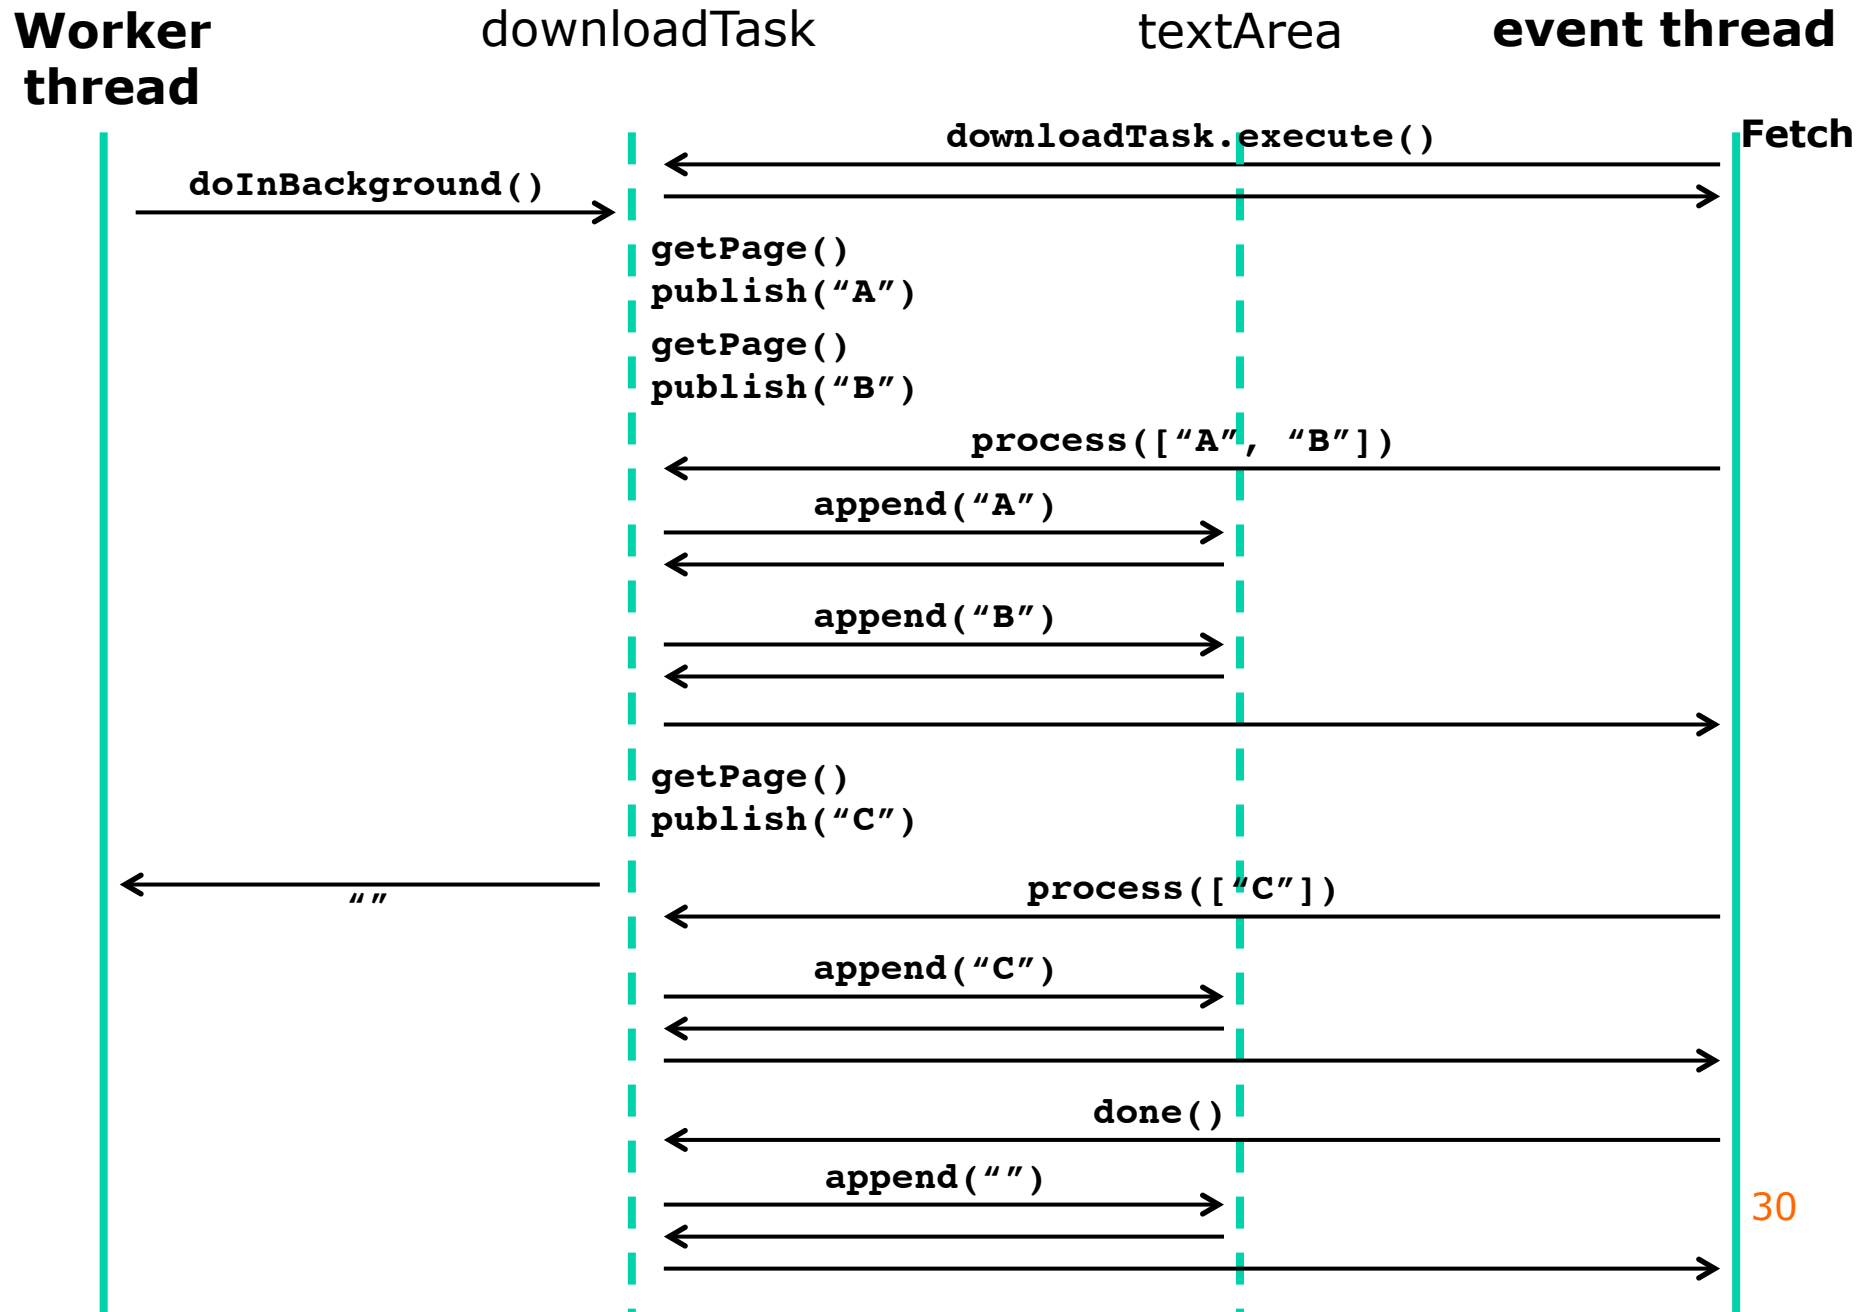 Worker
thread
downloadTask
textArea
event thread
downloadTask.execute()
Fetch
doInBackground()
getPage()
publish(“A”)
getPage()
publish(“B”)
process([“A”, “B”])
append(“A”)
append(“B”)
getPage()
publish(“C”)
“”
process([“C”])
append(“C”)
done()
append(“”)
30